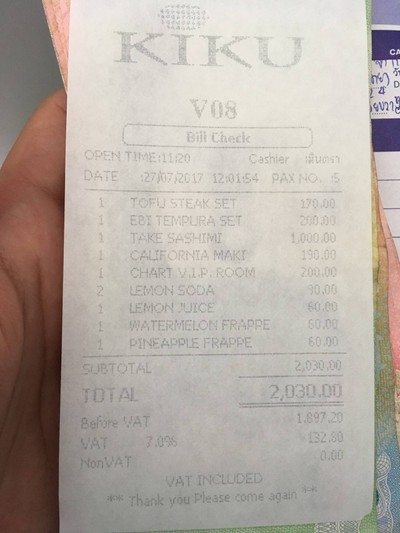 KIKU
V08
Bill Check
OPEN TIME:11:20 Cashier
DATE :27/07/2017 12:01:54 PAX NO. :5
1 TOFU STEAK SET 170.00
1 EBI TEMPURA SET 200.00
1 TAKE SASHIMI 1,000.00
1 CALIFORNIA MAKI 190.00
1 CHART V.I.P. ROOM 200.00
2 LEMON SODA 90.00
1 LEMON JUICE 60.00
1 WATERMELON FRAPPE 60.00
1 PINEAPPLE FRAPPE 60.00
SUBTOTAL 2,030.00
TOTAL 2,030.00
Before VAT 1,897.20
VAT 7.0% 132.80
NonVAT 0.00
VAT INCLUDED
** Thank you Please come again **
CA